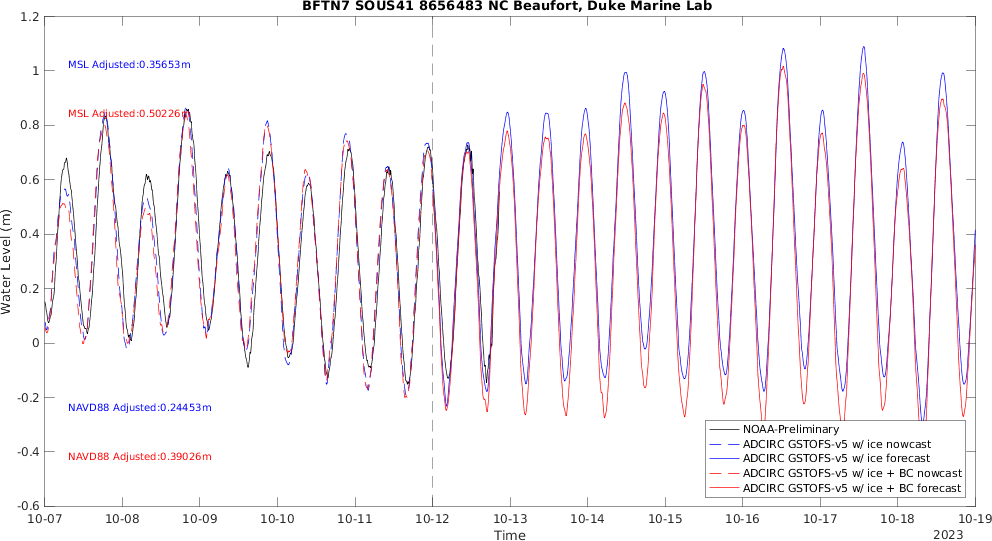 BFTN7 SOUS41 8656483 NC Beaufort, Duke Marine Lab
1.2
1
0.8
0.6
0.4
0.2
0
-0.2
-0.4
-0.6
Water Level (m)
MSL Adjusted:0.35653m
MSL Adjusted:0.50226m
NAVD88 Adjusted:0.24453m
NAVD88 Adjusted:0.39026m
NOAA-Preliminary
ADCIRC GSTOFS-v5 w/ ice nowcast
ADCIRC GSTOFS-v5 w/ ice forecast
ADCIRC GSTOFS-v5 w/ ice + BC nowcast
ADCIRC GSTOFS-v5 w/ ice + BC forecast
10-07 10-08 10-09 10-10 10-11 10-12 10-13 10-14 10-15 10-16 10-17 10-18 10-19
Time
2023